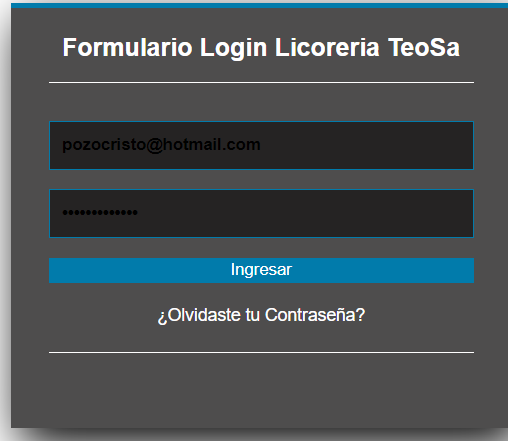 Formulario Login Licoreria TeoSa
pozocristo@hotmail.com
•••••••••••••
Ingresar
¿Olvidaste tu Contraseña?